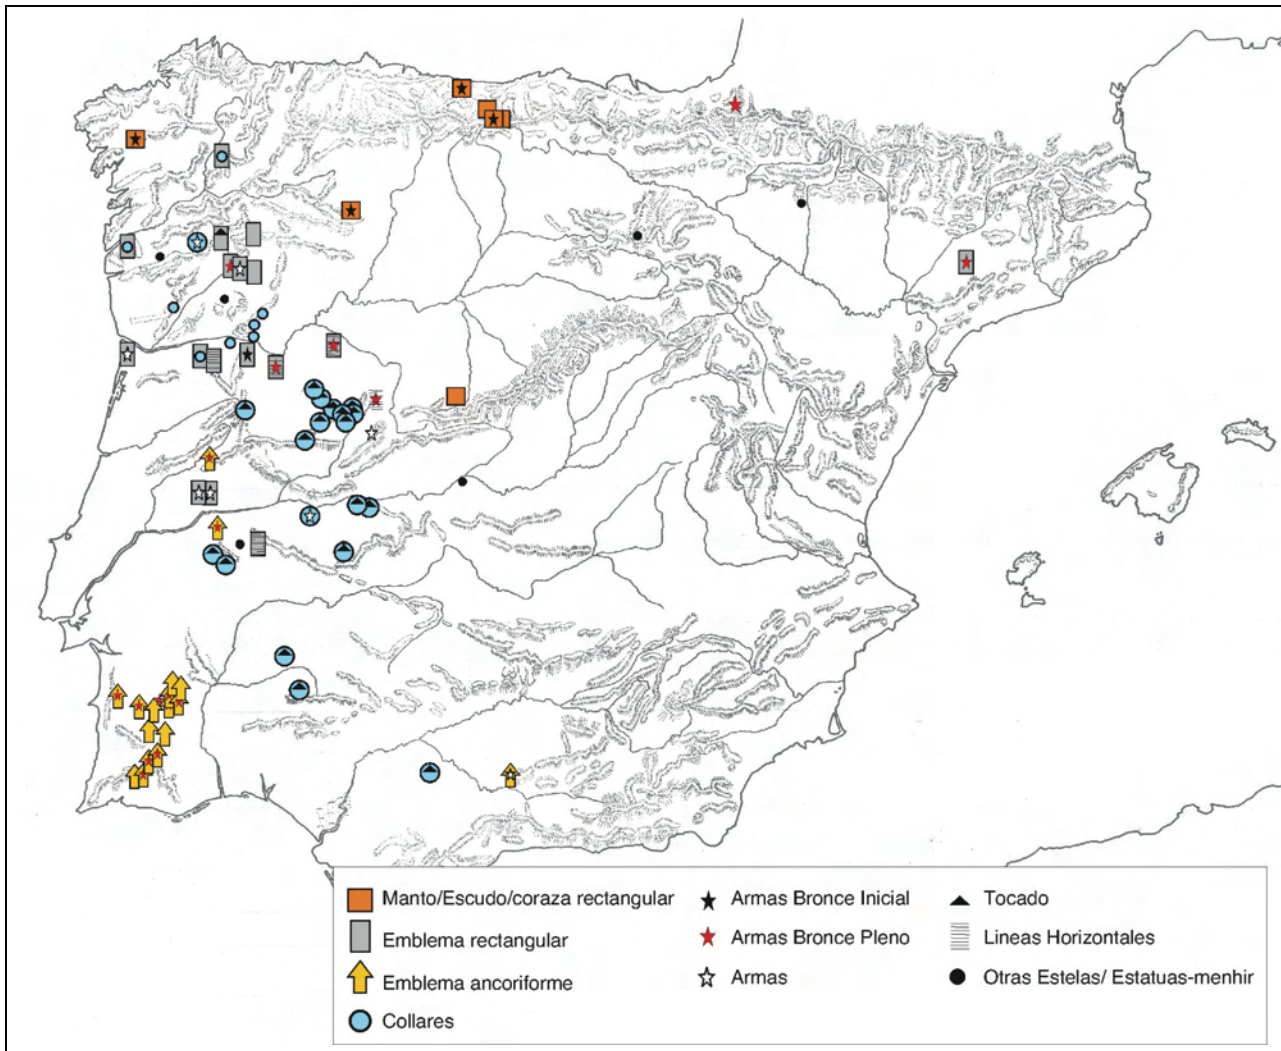 Manto/Escudo/coraza rectangular
Emblema rectangular
Emblema ancoriforme
Collares
Armas Bronce Inicial
Armas Bronce Pleno
Armas
Tocado
Lineas Horizontales
Otras Estelas/ Estatuas-menhir